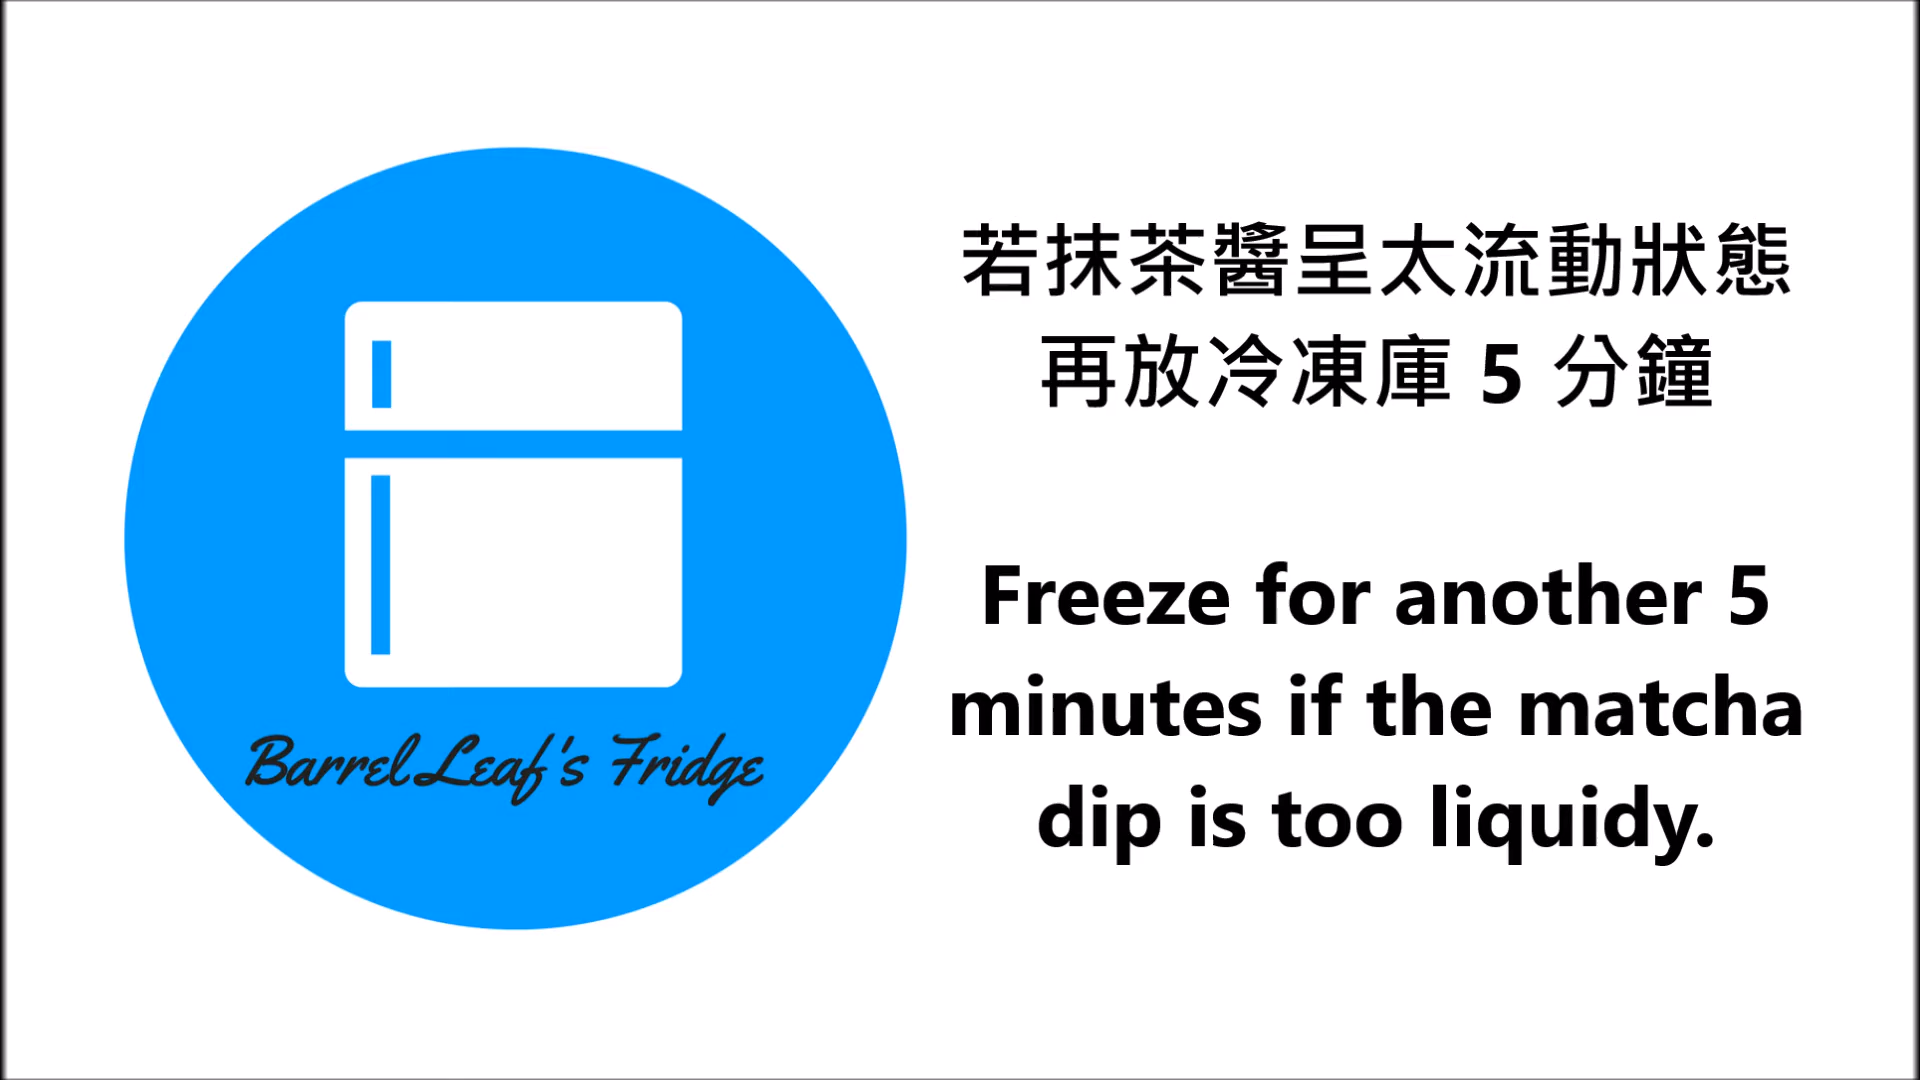 若抹茶醬呈太流動狀態
再放冷凍庫 5 分鐘
Freeze for another 5
minutes if the matcha
dip is too liquidy.
Barrel Leaf's Fridge